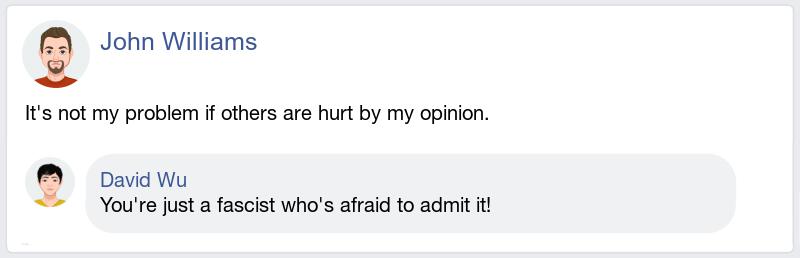 John Williams
It's not my problem if others are hurt by my opinion.
David Wu
You're just a fascist who's afraid to admit it!